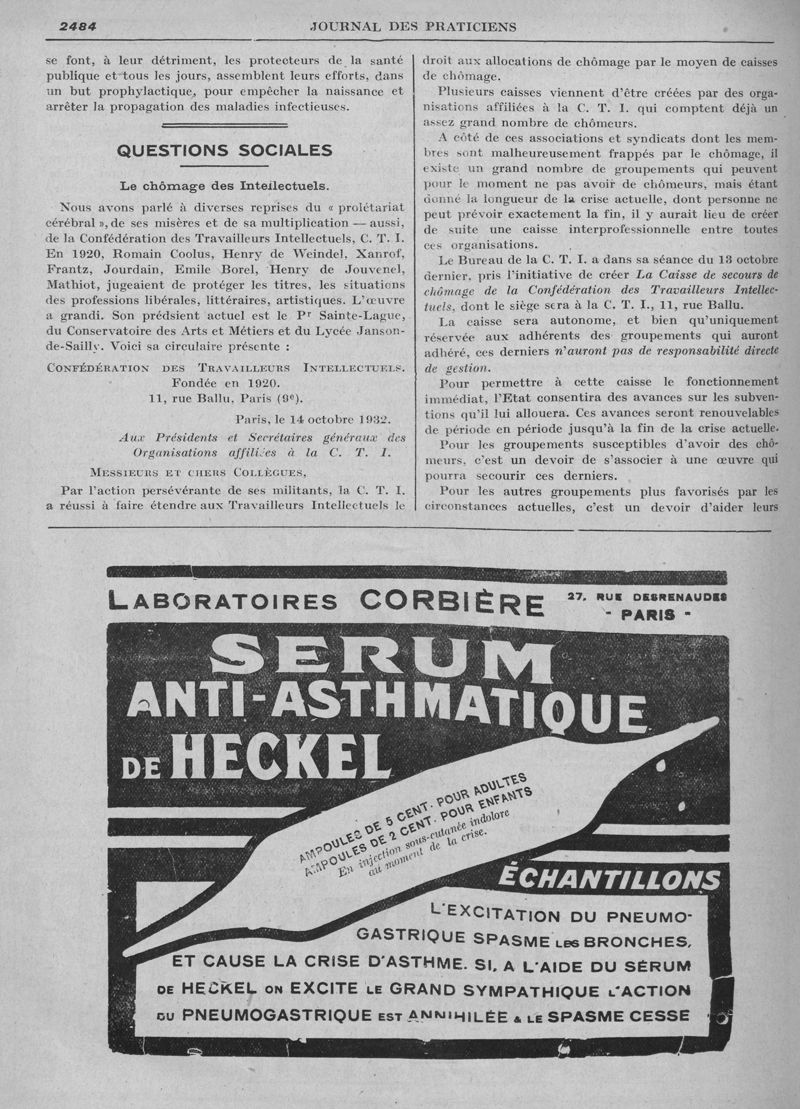 2484
JOURNAL DES PRATICIENS
se font, à leur détriment, les protecteurs de la santé
publique et tous les jours, assemblent leurs efforts, dans
un but prophylactique, pour empêcher la naissance et
arrêter la propagation des maladies infectieuses.
QUESTIONS SOCIALES
Le chômage des Intellectuels.
Nous avons parlé à diverses reprises du « prolétariat
cérébral », de ses misères et de sa multiplication — aussi,
de la Confédération des Travailleurs Intellectuels, C. T. I.
En 1920, Romain Coolus, Henry de Weindel, Xanrof,
Frantz, Jourdain, Emile Borel, Henry de Jouvenel,
Mathiot, jugeaient de protéger les titres, les situations
des professions libérales, littéraires, artistiques. L'œuvre
a grandi. Son prédsient actuel est le Pr Sainte-Lague,
du Conservatoire des Arts et Métiers et du Lycée Janson-
de-Sailly. Voici sa circulaire présente :
CONFÉDÉRATION DES TRAVAILLEURS INTELLECTUELS.
Fondée en 1920.
11, rue Ballu, Paris (9e).
Paris, le 14 octobre 1932.
Aux Présidents et Secrétaires généraux des
Organisations affiliées à la C. T. I.
MESSIEURS ET CHERS COLLÈGUES,
Par l'action persévérante de ses militants, la C. T. I.
a réussi à faire étendre aux Travailleurs Intellectuels le
droit aux allocations de chômage par le moyen de caisses
de chômage.
Plusieurs caisses viennent d'être créées par des orga-
nisations affiliées à la C. T. I. qui comptent déjà un
assez grand nombre de chômeurs.
A côté de ces associations et syndicats dont les mem-
bres sont malheureusement frappés par le chômage, il
existe un grand nombre de groupements qui peuvent
pour le moment ne pas avoir de chômeurs, mais étant
donné la longueur de la crise actuelle, dont personne ne
peut prévoir exactement la fin, il y aurait lieu de créer
de suite une caisse interprofessionnelle entre toutes
ces organisations.
Le Bureau de la C. T. I. a dans sa séance du 13 octobre
dernier, pris l'initiative de créer La Caisse de secours de
chômage de la Confédération des Travailleurs Intellec-
tuels, dont le siège sera à la C. T. I., 11, rue Ballu.
La caisse sera autonome, et bien qu'uniquement
réservée aux adhérents des groupements qui auront
adhéré, ces derniers n'auront pas de responsabilité directe
de gestion.
Pour permettre à cette caisse le fonctionnement
immédiat, l'Etat consentira des avances sur les subven-
tions qu'il lui allouera. Ces avances seront renouvelables
de période en période jusqu'à la fin de la crise actuelle.
Pour les groupements susceptibles d'avoir des chô-
meurs, c'est un devoir de s'associer à une œuvre qui
pourra secourir ces derniers.
Pour les autres groupements plus favorisés par les
circonstances actuelles, c'est un devoir d'aider leurs
LABORATOIRES CORBIÈRE
27, RUE DESRENAUDES
- PARIS -
SERUM
ANTI-ASTHMATIQUE
DE HECKEL
AMPOULES DE 5 CENT. POUR ADULTES
AMPOULES DE 2 CENT. POUR ENFANTS
En injection sous-cutanée indolore
au moment de la crise.
ÉCHANTILLONS
L'EXCITATION DU PNEUMO-
GASTRIQUE SPASME LES BRONCHES,
ET CAUSE LA CRISE D'ASTHME. SI, A L'AIDE DU SÉRUM
DE HECKEL ON EXCITE LE GRAND SYMPATHIQUE L'ACTION
DU PNEUMOGASTRIQUE EST ANNIHILÉE & LE SPASME CESSE